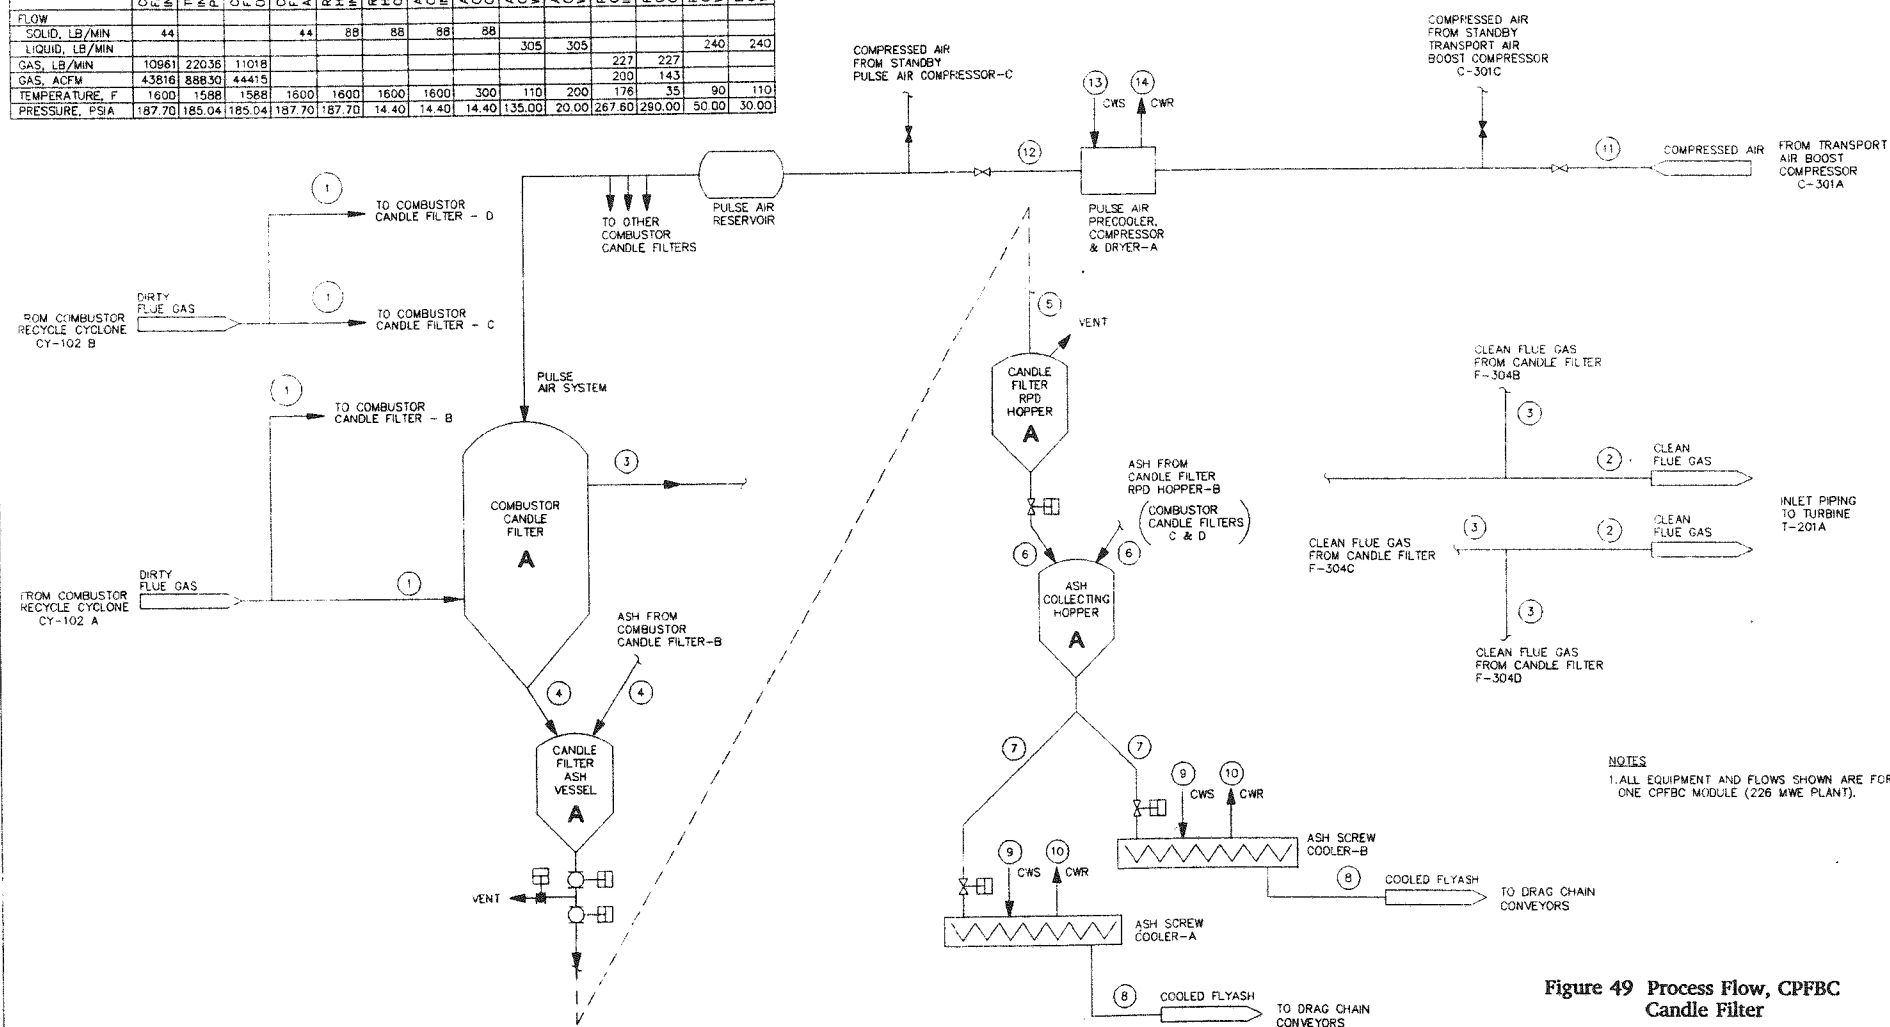 FLOW
SOLID, LB/MIN 44 44 88 88 88 88
LIQUID, LB/MIN 305 305 240 240
GAS, LB/MIN 10961 22036 11018 227 227
GAS, ACFM 43816 88830 44415 200 143
TEMPERATURE, F 1600 1588 1588 1600 1600 1600 1600 300 110 200 176 35 90 110
PRESSURE, PSIA 187.70 185.04 185.04 187.70 187.70 14.40 14.40 14.40 135.00 20.00 267.60 290.00 50.00 30.00
COMPRESSED AIR
FROM STANDBY
PULSE AIR COMPRESSOR-C
COMPRESSED AIR
FROM STANDBY
TRANSPORT AIR
BOOST COMPRESSOR
C-301C
13
CWS
14
CWR
12
11
COMPRESSED AIR
FROM TRANSPORT
AIR BOOST
COMPRESSOR
C-301A
PULSE AIR
RESERVOIR
PULSE AIR
PRECOOLER,
COMPRESSOR
& DRYER-A
TO OTHER
COMBUSTOR
CANDLE FILTERS
1
TO COMBUSTOR
CANDLE FILTER - D
1
TO COMBUSTOR
CANDLE FILTER - C
DIRTY
FLUE GAS
ROM COMBUSTOR
RECYCLE CYCLONE
CY-102 B
1
TO COMBUSTOR
CANDLE FILTER - B
PULSE
AIR SYSTEM
5
VENT
CANDLE
FILTER
RPD
HOPPER
A
3
COMBUSTOR
CANDLE
FILTER
A
DIRTY
FLUE GAS
1
FROM COMBUSTOR
RECYCLE CYCLONE
CY-102 A
ASH FROM
COMBUSTOR
CANDLE FILTER-B
4
4
CANDLE
FILTER
ASH
VESSEL
A
VENT
ASH FROM
CANDLE FILTER
RPD HOPPER-B
(COMBUSTOR
CANDLE FILTERS
C & D)
6
6
ASH
COLLECTING
HOPPER
A
7
7
9
CWS
10
CWR
ASH SCREW
COOLER-B
8
COOLED FLYASH
TO DRAG CHAIN
CONVEYORS
9
CWS
10
CWR
ASH SCREW
COOLER-A
8
COOLED FLYASH
TO DRAG CHAIN
CONVEYORS
CLEAN FLUE GAS
FROM CANDLE FILTER
F-304B
3
2
CLEAN
FLUE GAS
INLET PIPING
TO TURBINE
T-201A
CLEAN FLUE GAS
FROM CANDLE FILTER
F-304C
3
2
CLEAN
FLUE GAS
3
CLEAN FLUE GAS
FROM CANDLE FILTER
F-304D
NOTES
1.ALL EQUIPMENT AND FLOWS SHOWN ARE FOR
ONE CPFBC MODULE (226 MWE PLANT).
Figure 49 Process Flow, CPFBC
Candle Filter